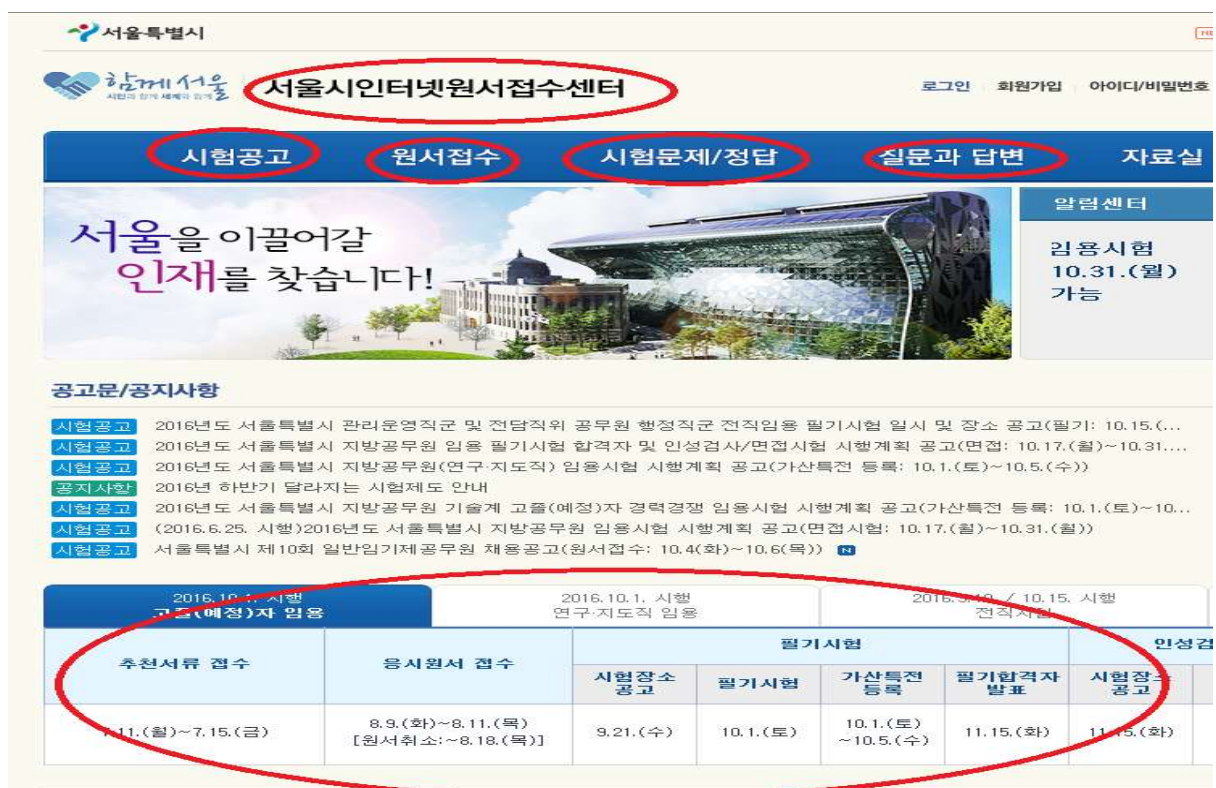 서울특별시
함께 서울
서울시인터넷원서접수센터
로그인 회원가입 아이디/비밀번호
시험공고 원서접수 시험문제/정답 질문과 답변 자료실
서울을 이끌어갈
인재를 찾습니다!
알림센터
임용시험
10.31.(월)
가능
공고문/공지사항
시험공고 2016년도 서울특별시 관리운영직군 및 전담직위 공무원 행정직군 전직임용 필기시험 일시 및 장소 공고(필기: 10.15.(...
시험공고 2016년도 서울특별시 지방공무원 임용 필기시험 합격자 및 인성검사/면접시험 시행계획 공고(면접: 10.17.(월)~10.31....
시험공고 2016년도 서울특별시 지방공무원(연구·지도직) 임용시험 시행계획 공고(가산특전 등록: 10.1.(토)~10.5.(수))
공지사항 2016년 하반기 달라지는 시험제도 안내
시험공고 2016년도 서울특별시 지방공무원 기술계 고졸(예정)자 경력경쟁 임용시험 시행계획 공고(가산특전 등록: 10.1.(토)~10...
시험공고 (2016.6.25. 시행)2016년도 서울특별시 지방공무원 임용시험 시행계획 공고(면접시험: 10.17.(월)~10.31.(월))
시험공고 서울특별시 제10회 일반임기제공무원 채용공고(원서접수: 10.4(화)~10.6(목)) N
2016.10.1. 시행 2016.10.1. 시행 / 10.15. 시행
고졸(예정)자 임용 연구·지도직 임용 전직시험
추천서류 접수 응시원서 접수 필기시험 인성검
시험장소 공고 필기시험 가산특전 등록 필기합격자 발표 시험장소 공고
7.11.(월)~7.15.(금) 8.9.(화)~8.11.(목) [원서취소:~8.18.(목)] 9.21.(수) 10.1.(토) 10.1.(토) ~10.5.(수) 11.15.(화) 11.15.(화)